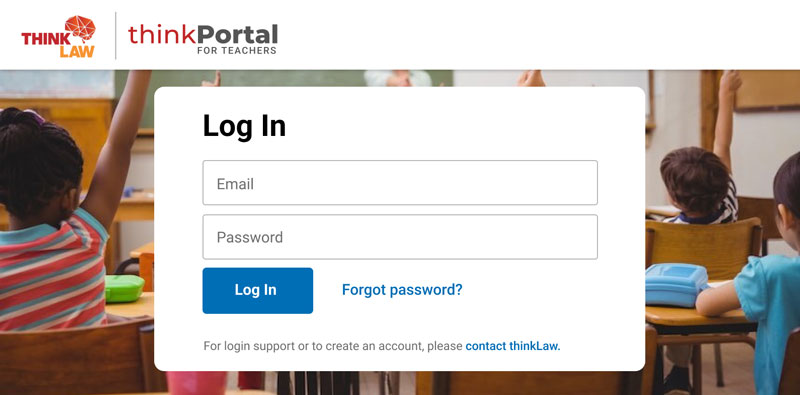 THINK
LAW
thinkPortal
FOR TEACHERS
Log In
Email
Password
Log In
Forgot password?
For login support or to create an account, please contact thinkLaw.